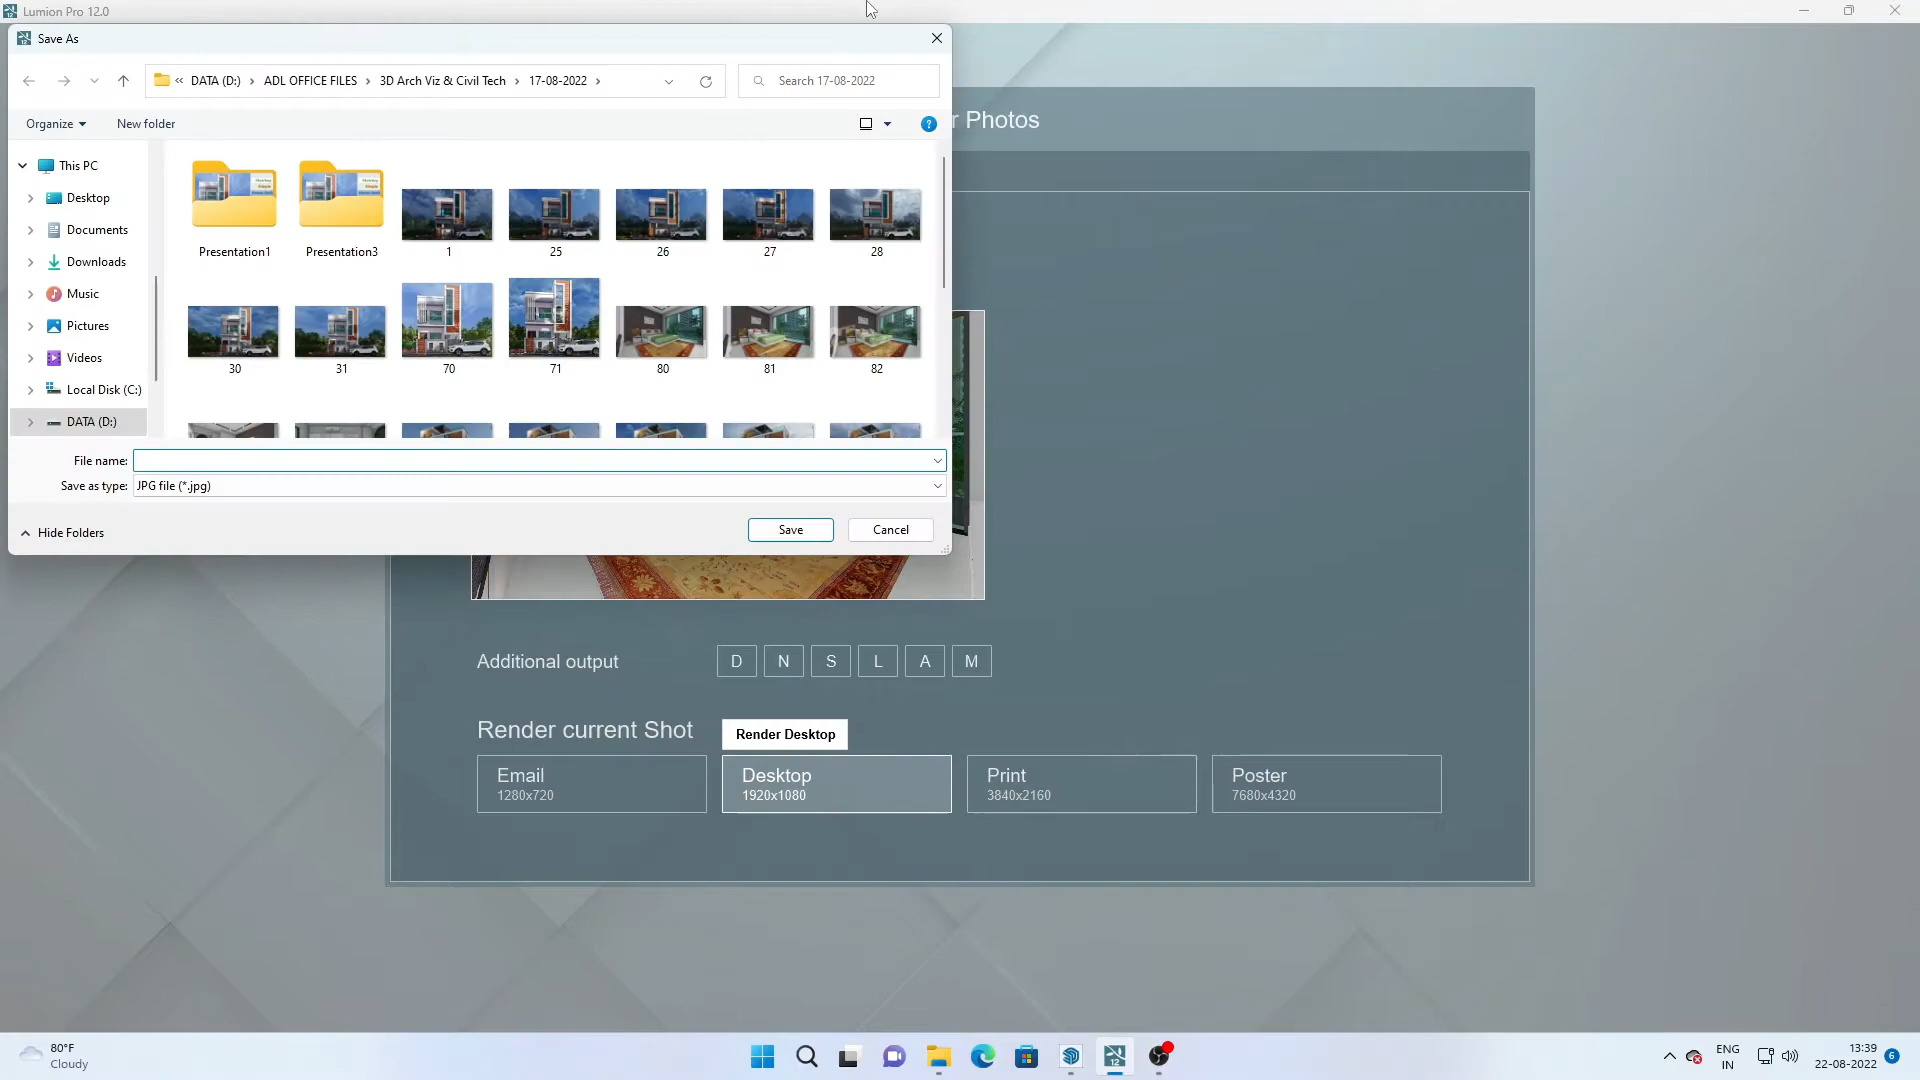 Lumion Pro 12.0
Save As
« DATA (D:) › ADL OFFICE FILES › 3D Arch Viz & Civil Tech › 17-08-2022 ›
Search 17-08-2022
Organize
New folder
r Photos
This PC
Desktop
Documents
Downloads
Music
Pictures
Videos
Local Disk (C:)
DATA (D:)
Presentation1
Presentation3
1
25
26
27
28
30
31
70
71
80
81
82
File name:
Save as type: JPG file (*.jpg)
Hide Folders
Save
Cancel
Additional output
D N S L A M
Render current Shot
Render Desktop
Email
1280x720
Desktop
1920x1080
Print
3840x2160
Poster
7680x4320
80°F
Cloudy
12
ENG
IN
13:39
22-08-2022
6